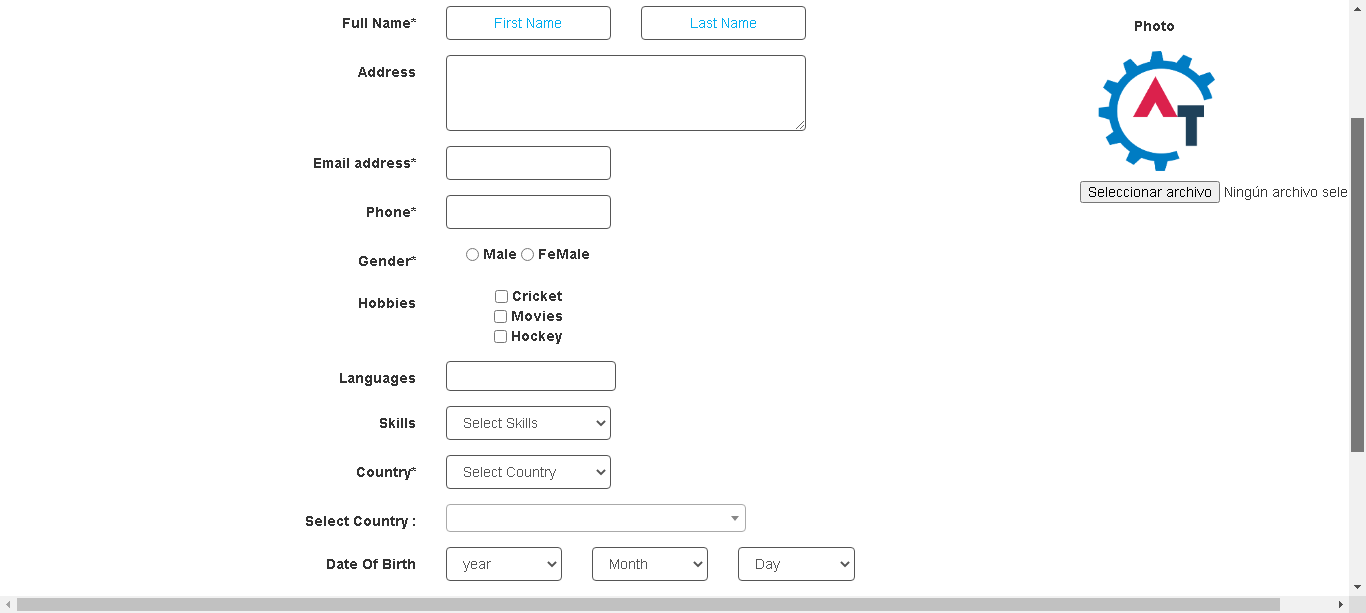 Full Name* First Name Last Name
Photo
Address
AT
Email address*
Seleccionar archivo Ningún archivo sele
Phone*
Gender* Male FeMale
Hobbies Cricket
Movies
Hockey
Languages
Skills Select Skills
Country* Select Country
Select Country :
Date Of Birth year Month Day